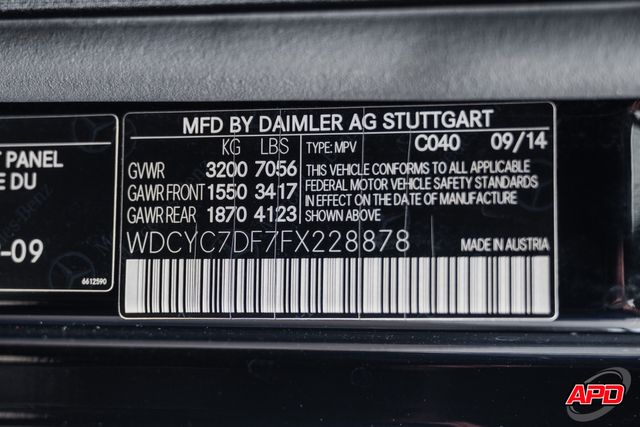 T PANEL
E DU
-09
6612590
MFD BY DAIMLER AG STUTTGART
KG LBS TYPE: MPV C040 09/14
GVWR 3200 7056
GAWR FRONT 1550 3417
GAWR REAR 1870 4123
THIS VEHICLE CONFORMS TO ALL APPLICABLE
FEDERAL MOTOR VEHICLE SAFETY STANDARDS
IN EFFECT ON THE DATE OF MANUFACTURE
SHOWN ABOVE
WDCYC7DF7FX228878 MADE IN AUSTRIA
APD